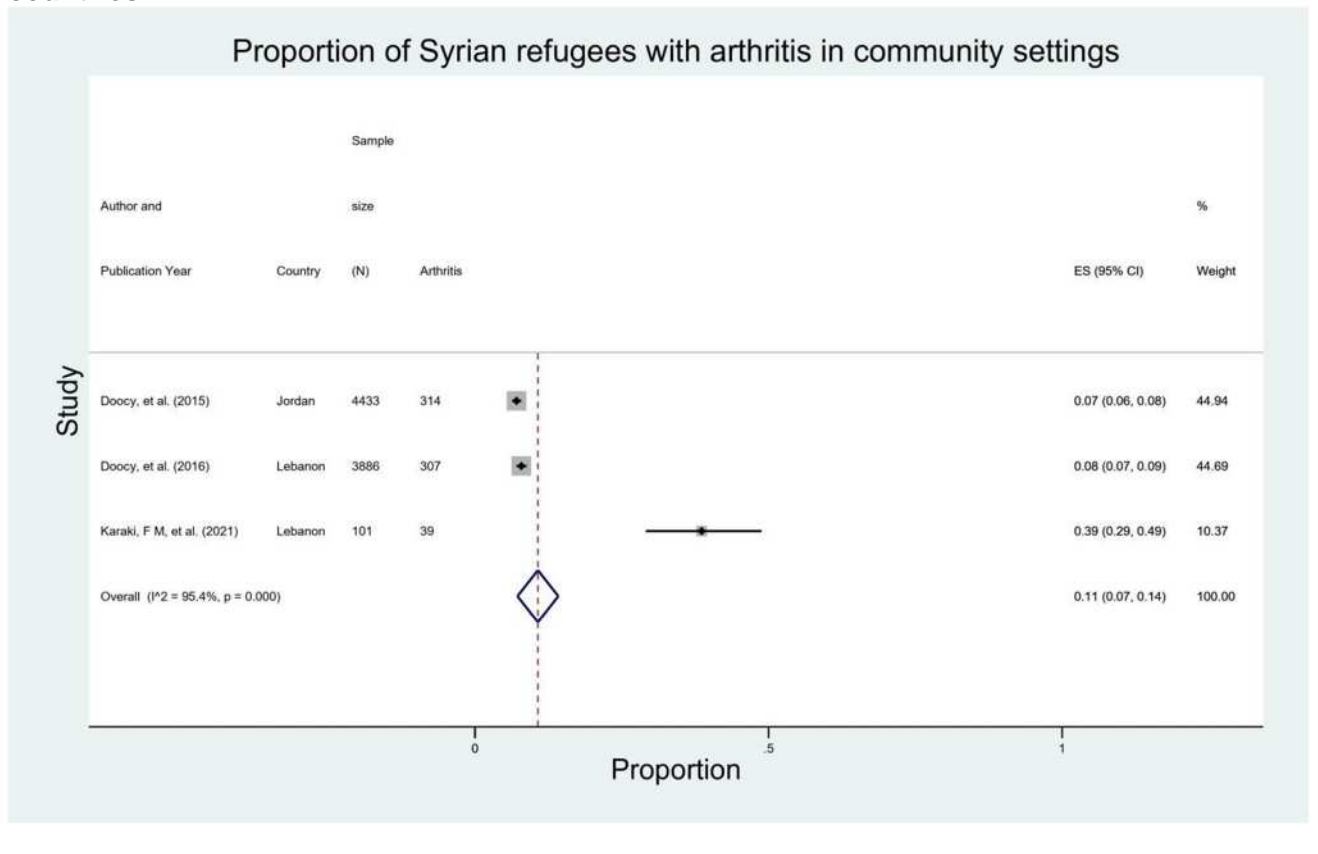 Proportion of Syrian refugees with arthritis in community settings
Sample
Author and size %
Publication Year Country (N) Arthritis ES (95% CI) Weight
Study
Doocy, et al. (2015) Jordan 4433 314 0.07 (0.06, 0.08) 44.94
Doocy, et al. (2016) Lebanon 3886 307 0.08 (0.07, 0.09) 44.69
Karaki, F M, et al. (2021) Lebanon 101 39 0.39 (0.29, 0.49) 10.37
Overall (I^2 = 95.4%, p = 0.000) 0.11 (0.07, 0.14) 100.00
0 .5 1
Proportion